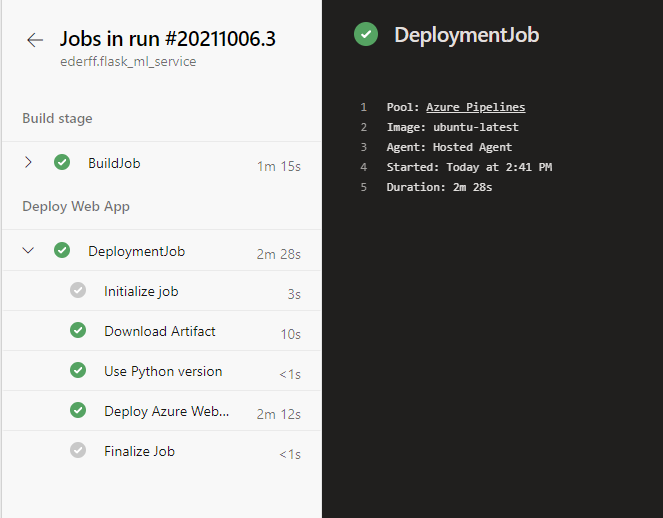 Jobs in run #20211006.3
ederff.flask_ml_service
Build stage
BuildJob 1m 15s
Deploy Web App
DeploymentJob 2m 28s
Initialize job 3s
Download Artifact 10s
Use Python version <1s
Deploy Azure Web... 2m 12s
Finalize Job <1s
DeploymentJob
1 Pool: Azure Pipelines
2 Image: ubuntu-latest
3 Agent: Hosted Agent
4 Started: Today at 2:41 PM
5 Duration: 2m 28s